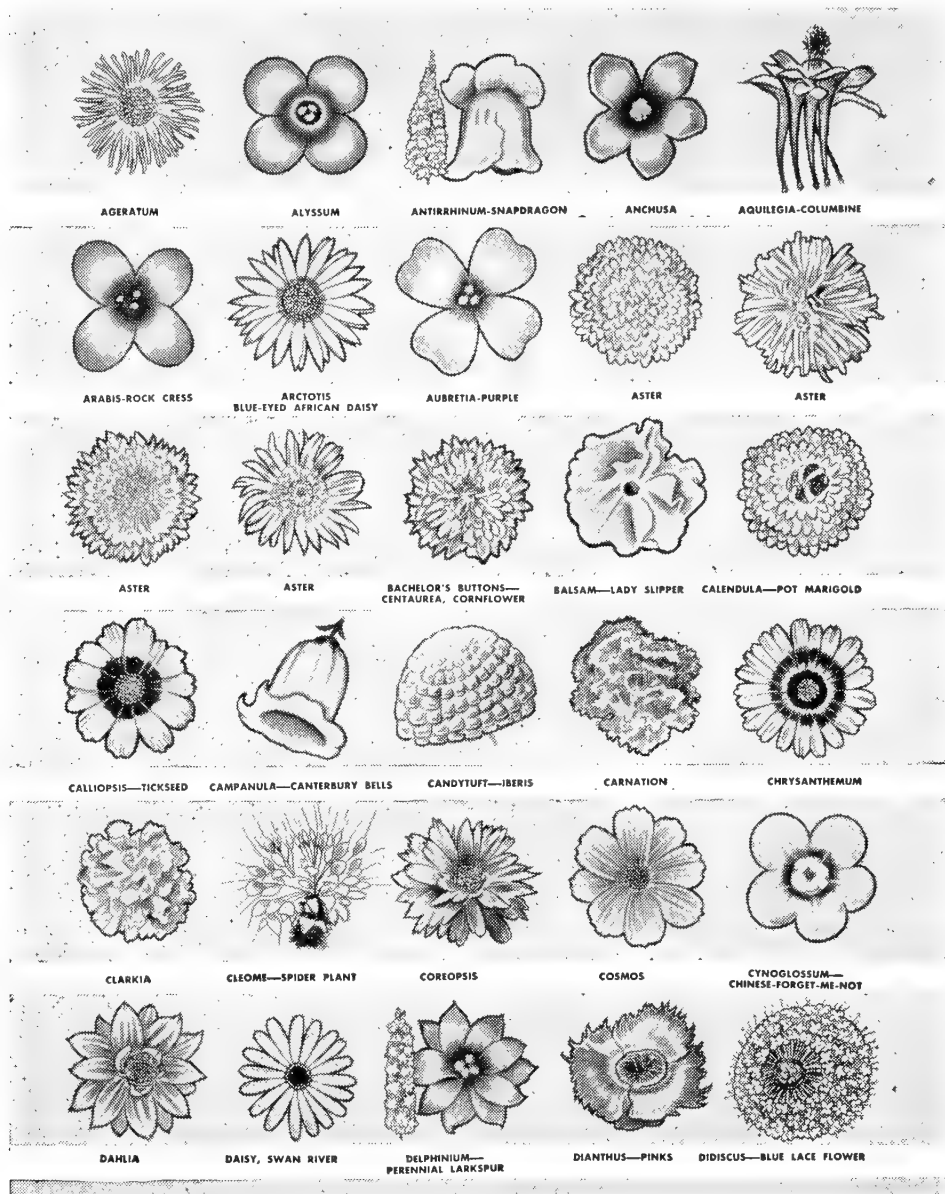 AGERATUM
ALYSSUM
ANTIRRHINUM-SNAPDRAGON
ANCHUSA
AQUILEGIA-COLUMBINE
ARABIS-ROCK CRESS
ARCTOTIS
BLUE-EYED AFRICAN DAISY
AUBRETIA-PURPLE
ASTER
ASTER
ASTER
ASTER
BACHELOR'S BUTTONS—
CENTAUREA, CORNFLOWER
BALSAM—LADY SLIPPER
CALENDULA—POT MARIGOLD
CALLIOPSIS—TICKSEED
CAMPANULA—CANTERBURY BELLS
CANDYTUFT—IBERIS
CARNATION
CHRYSANTHEMUM
CLARKIA
CLEOME—SPIDER PLANT
COREOPSIS
COSMOS
CYNOGLOSSUM—
CHINESE-FORGET-ME-NOT
DAHLIA
DAISY, SWAN RIVER
DELPHINIUM—
PERENNIAL LARKSPUR
DIANTHUS—PINKS
DIDISCUS—BLUE LACE FLOWER